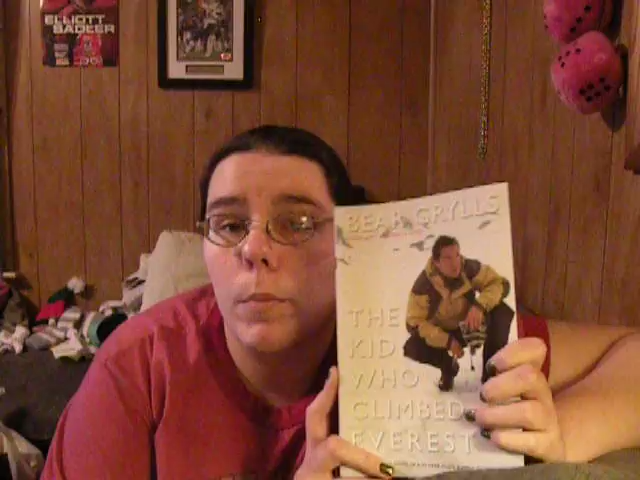 ELLIOTT
SADLER
BEAR GRYLLS
THE
KID
WHO
CLIMBED
EVEREST